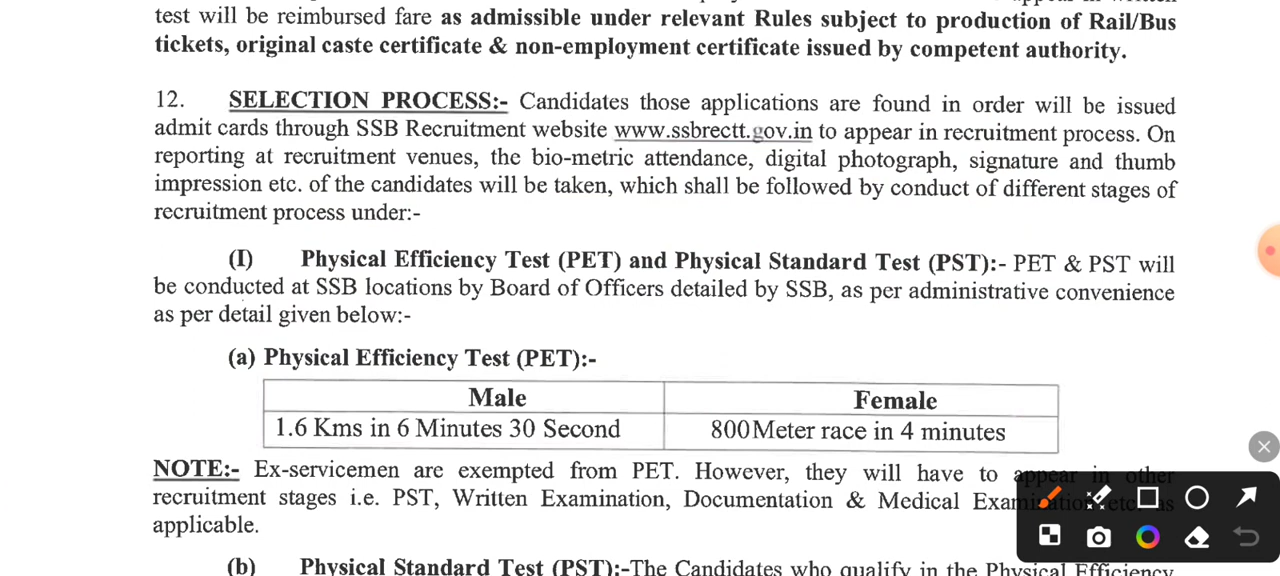 test will be reimbursed fare as admissible under relevant Rules subject to production of Rail/Bus
tickets, original caste certificate & non-employment certificate issued by competent authority.
12. SELECTION PROCESS:- Candidates those applications are found in order will be issued
admit cards through SSB Recruitment website www.ssbrectt.gov.in to appear in recruitment process. On
reporting at recruitment venues, the bio-metric attendance, digital photograph, signature and thumb
impression etc. of the candidates will be taken, which shall be followed by conduct of different stages of
recruitment process under:-
(I) Physical Efficiency Test (PET) and Physical Standard Test (PST):- PET & PST will
be conducted at SSB locations by Board of Officers detailed by SSB, as per administrative convenience
as per detail given below:-
(a) Physical Efficiency Test (PET):-
Male Female
1.6 Kms in 6 Minutes 30 Second 800Meter race in 4 minutes
NOTE:- Ex-servicemen are exempted from PET. However, they will have to appear in other
recruitment stages i.e. PST, Written Examination, Documentation & Medical Examination etc. as
applicable.
(b) Physical Standard Test (PST):-The Candidates who qualify in the Physical Efficiency